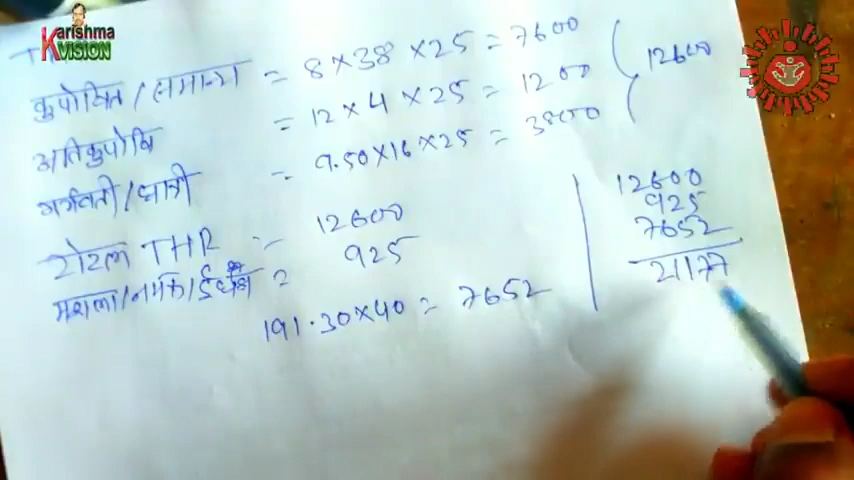 Karishma
VISION
कुपोषित/सामान्य = 8×38×25 = 7600
अतिकुपोषि = 12×4×25 = 1200
गर्भवती/धात्री = 9.50×16×25 = 3800
12600
टोटल THR = 12600
मशाला/नमक/ईंधन = 925
191.30×40 = 7652
12600
925
7652
21177